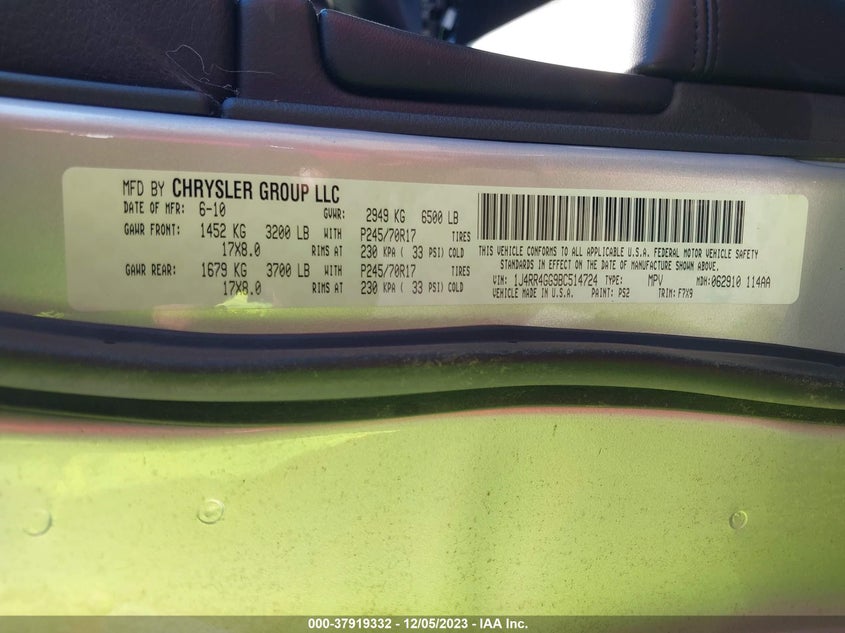 MFD BY CHRYSLER GROUP LLC
DATE OF MFR: 6-10 GVWR: 2949 KG 6500 LB
GAWR FRONT: 1452 KG 3200 LB WITH P245/70R17 TIRES
17X8.0 RIMS AT 230 KPA ( 33 PSI) COLD
GAWR REAR: 1679 KG 3700 LB WITH P245/70R17 TIRES
17X8.0 RIMS AT 230 KPA ( 33 PSI) COLD
THIS VEHICLE CONFORMS TO ALL APPLICABLE U.S.A. FEDERAL MOTOR VEHICLE SAFETY
STANDARDS IN EFFECT ON THE DATE OF MANUFACTURE SHOWN ABOVE.
VIN: 1J4RR4GG9BC514724 TYPE: MPV MDH:062910 114AA
VEHICLE MADE IN U.S.A. PAINT: PS2 TRIM:F7X9
000-37919332 - 12/05/2023 - IAA Inc.